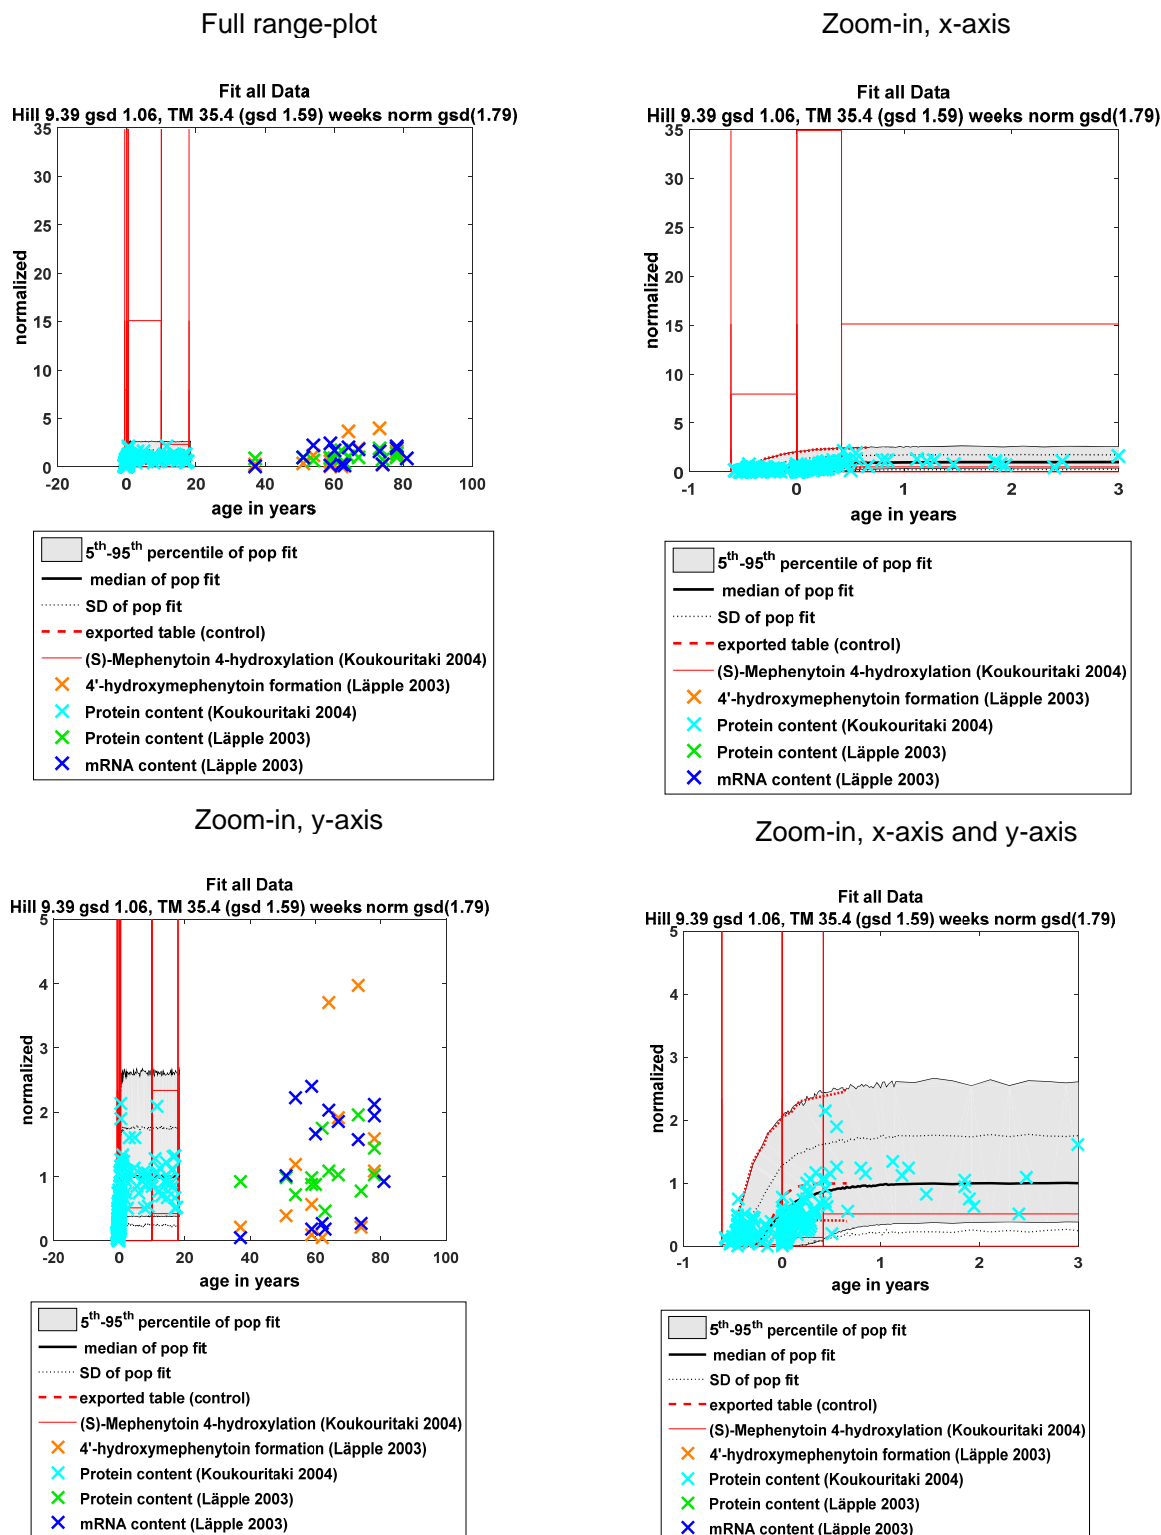 Full range-plot
Fit all Data
Hill 9.39 gsd 1.06, TM 35.4 (gsd 1.59) weeks norm gsd(1.79)
35
30
25
20
15
10
5
0
normalized
-20 0 20 40 60 80 100
age in years
5th-95th percentile of pop fit
median of pop fit
SD of pop fit
exported table (control)
(S)-Mephenytoin 4-hydroxylation (Koukouritaki 2004)
4'-hydroxymephenytoin formation (Läpple 2003)
Protein content (Koukouritaki 2004)
Protein content (Läpple 2003)
mRNA content (Läpple 2003)
Zoom-in, x-axis
Fit all Data
Hill 9.39 gsd 1.06, TM 35.4 (gsd 1.59) weeks norm gsd(1.79)
35
30
25
20
15
10
5
0
normalized
-1 0 1 2 3
age in years
5th-95th percentile of pop fit
median of pop fit
SD of pop fit
exported table (control)
(S)-Mephenytoin 4-hydroxylation (Koukouritaki 2004)
4'-hydroxymephenytoin formation (Läpple 2003)
Protein content (Koukouritaki 2004)
Protein content (Läpple 2003)
mRNA content (Läpple 2003)
Zoom-in, y-axis
Fit all Data
Hill 9.39 gsd 1.06, TM 35.4 (gsd 1.59) weeks norm gsd(1.79)
5
4
3
2
1
0
normalized
-20 0 20 40 60 80 100
age in years
5th-95th percentile of pop fit
median of pop fit
SD of pop fit
exported table (control)
(S)-Mephenytoin 4-hydroxylation (Koukouritaki 2004)
4'-hydroxymephenytoin formation (Läpple 2003)
Protein content (Koukouritaki 2004)
Protein content (Läpple 2003)
mRNA content (Läpple 2003)
Zoom-in, x-axis and y-axis
Fit all Data
Hill 9.39 gsd 1.06, TM 35.4 (gsd 1.59) weeks norm gsd(1.79)
5
4
3
2
1
0
normalized
-1 0 1 2 3
age in years
5th-95th percentile of pop fit
median of pop fit
SD of pop fit
exported table (control)
(S)-Mephenytoin 4-hydroxylation (Koukouritaki 2004)
4'-hydroxymephenytoin formation (Läpple 2003)
Protein content (Koukouritaki 2004)
Protein content (Läpple 2003)
mRNA content (Läpple 2003)